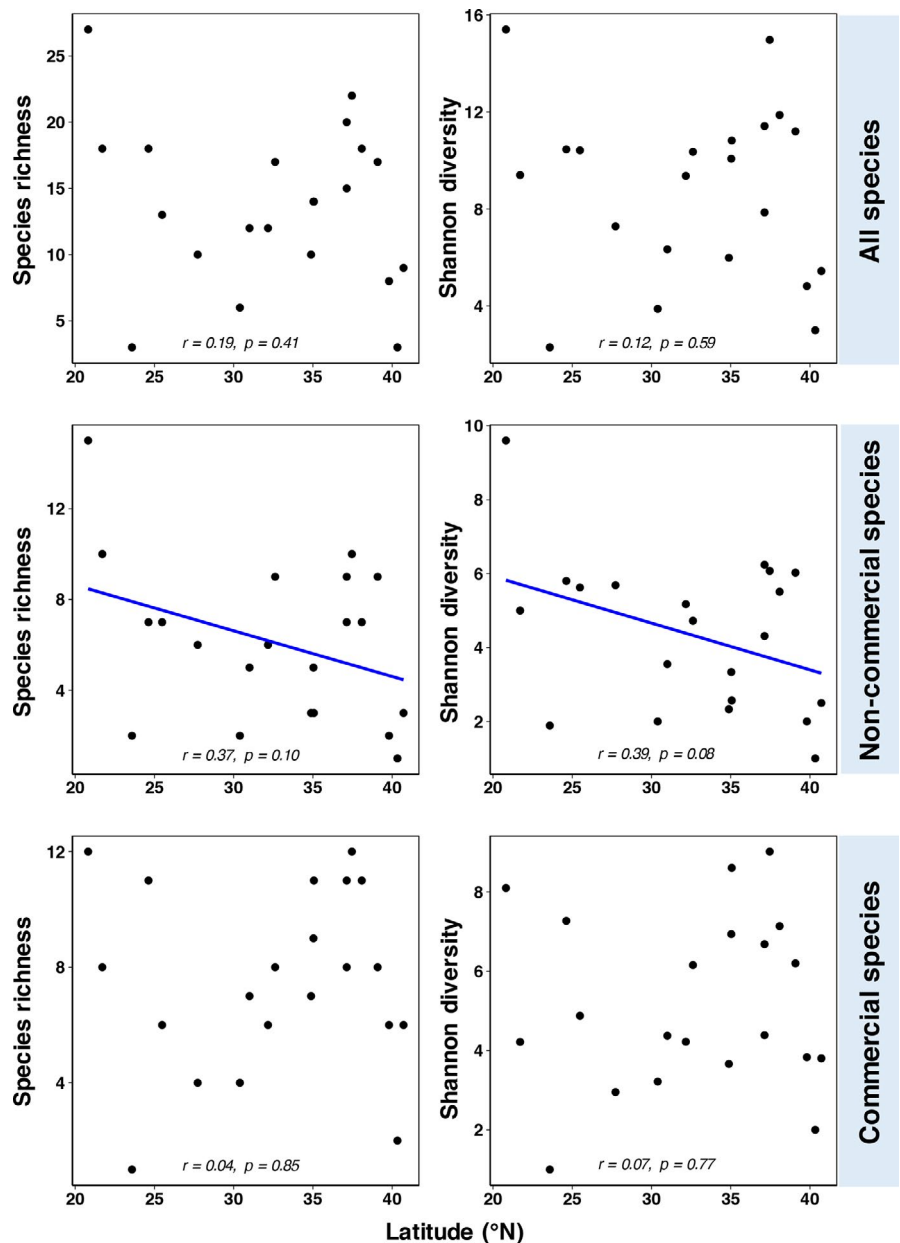 Species richness
25
20
15
10
5
r = 0.19, p = 0.41
20 25 30 35 40
Shannon diversity
16
12
8
4
r = 0.12, p = 0.59
20 25 30 35 40
All species
Species richness
12
8
4
r = 0.37, p = 0.10
20 25 30 35 40
Shannon diversity
10
8
6
4
2
r = 0.39, p = 0.08
20 25 30 35 40
Non-commercial species
Species richness
12
8
4
r = 0.04, p = 0.85
20 25 30 35 40
Shannon diversity
8
6
4
2
r = 0.07, p = 0.77
20 25 30 35 40
Commercial species
Latitude (°N)